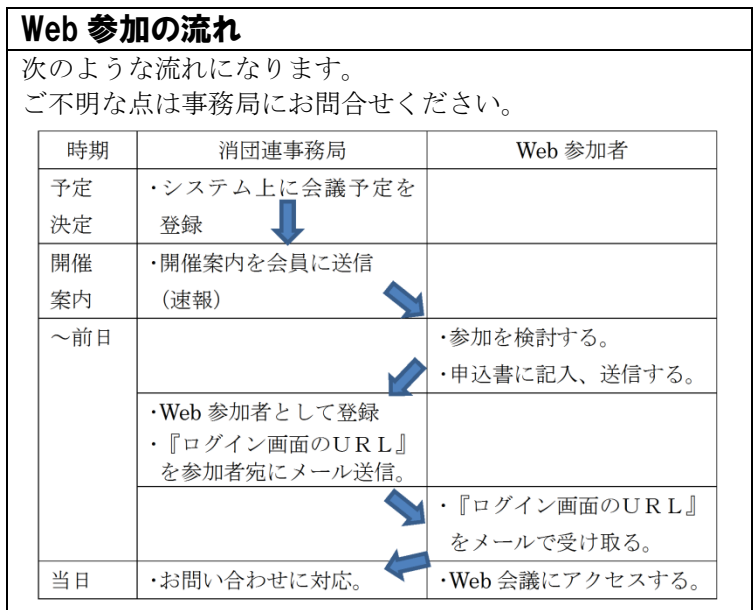 Web 参加の流れ
次のような流れになります。
ご不明な点は事務局にお問合せください。
時期 消団連事務局 Web 参加者
予定 ・システム上に会議予定を
決定 登録
開催 ・開催案内を会員に送信
案内 （速報）
～前日 ・参加を検討する。
・申込書に記入、送信する。
・Web 参加者として登録
・『ログイン画面のＵＲＬ』
を参加者宛にメール送信。
・『ログイン画面のＵＲＬ』
をメールで受け取る。
当日 ・お問い合わせに対応。 ・Web 会議にアクセスする。